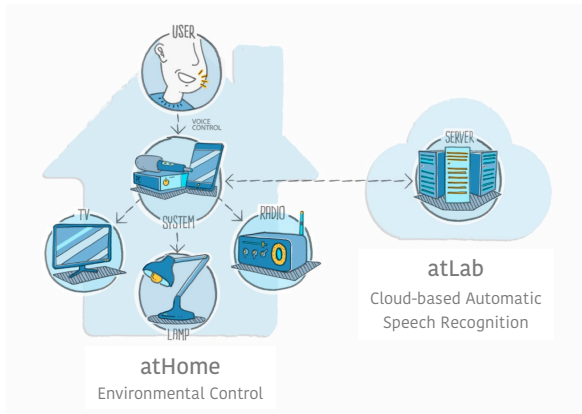 USER
VOICE
CONTROL
SERVER
TV
SYSTEM
RADIO
LAMP
atLab
Cloud-based Automatic
Speech Recognition
atHome
Environmental Control